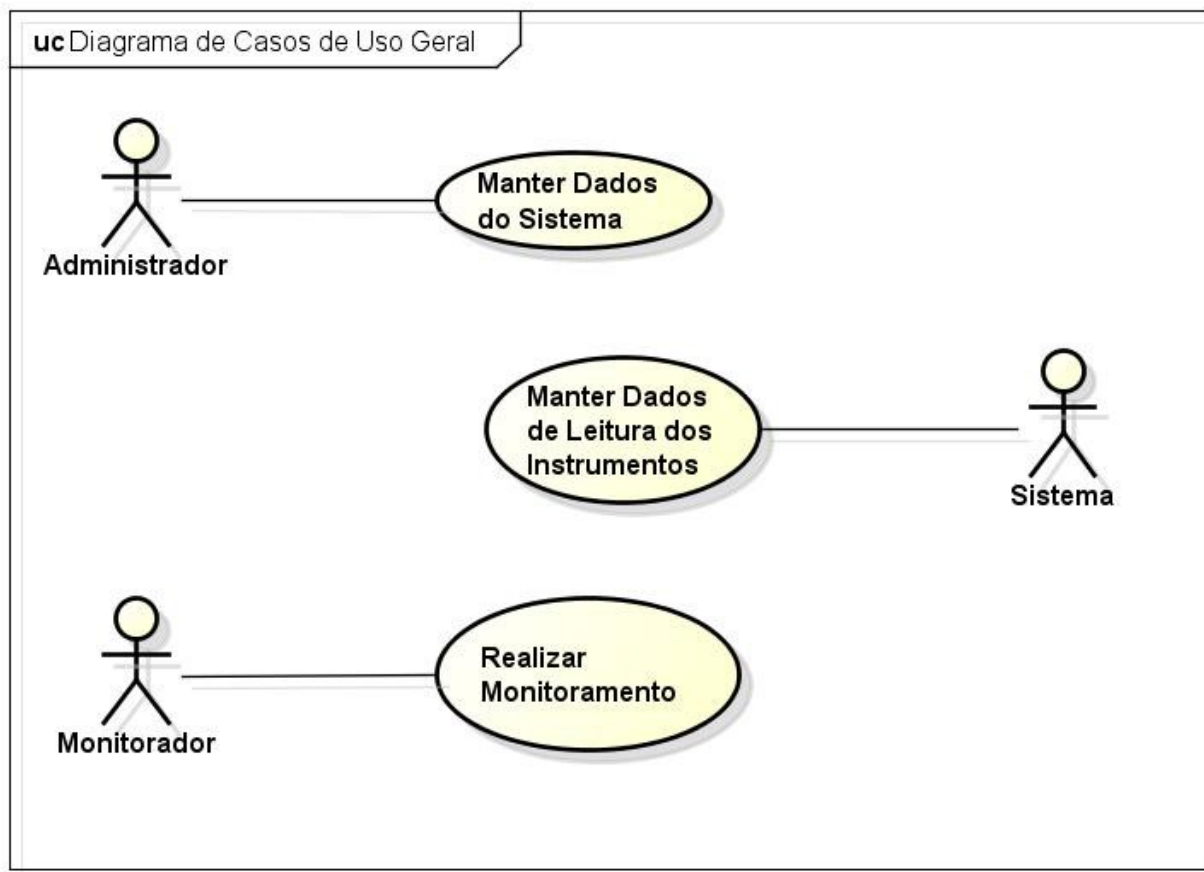 uc Diagrama de Casos de Uso Geral
Manter Dados
do Sistema
Administrador
Manter Dados
de Leitura dos
Instrumentos
Sistema
Realizar
Monitoramento
Monitorador